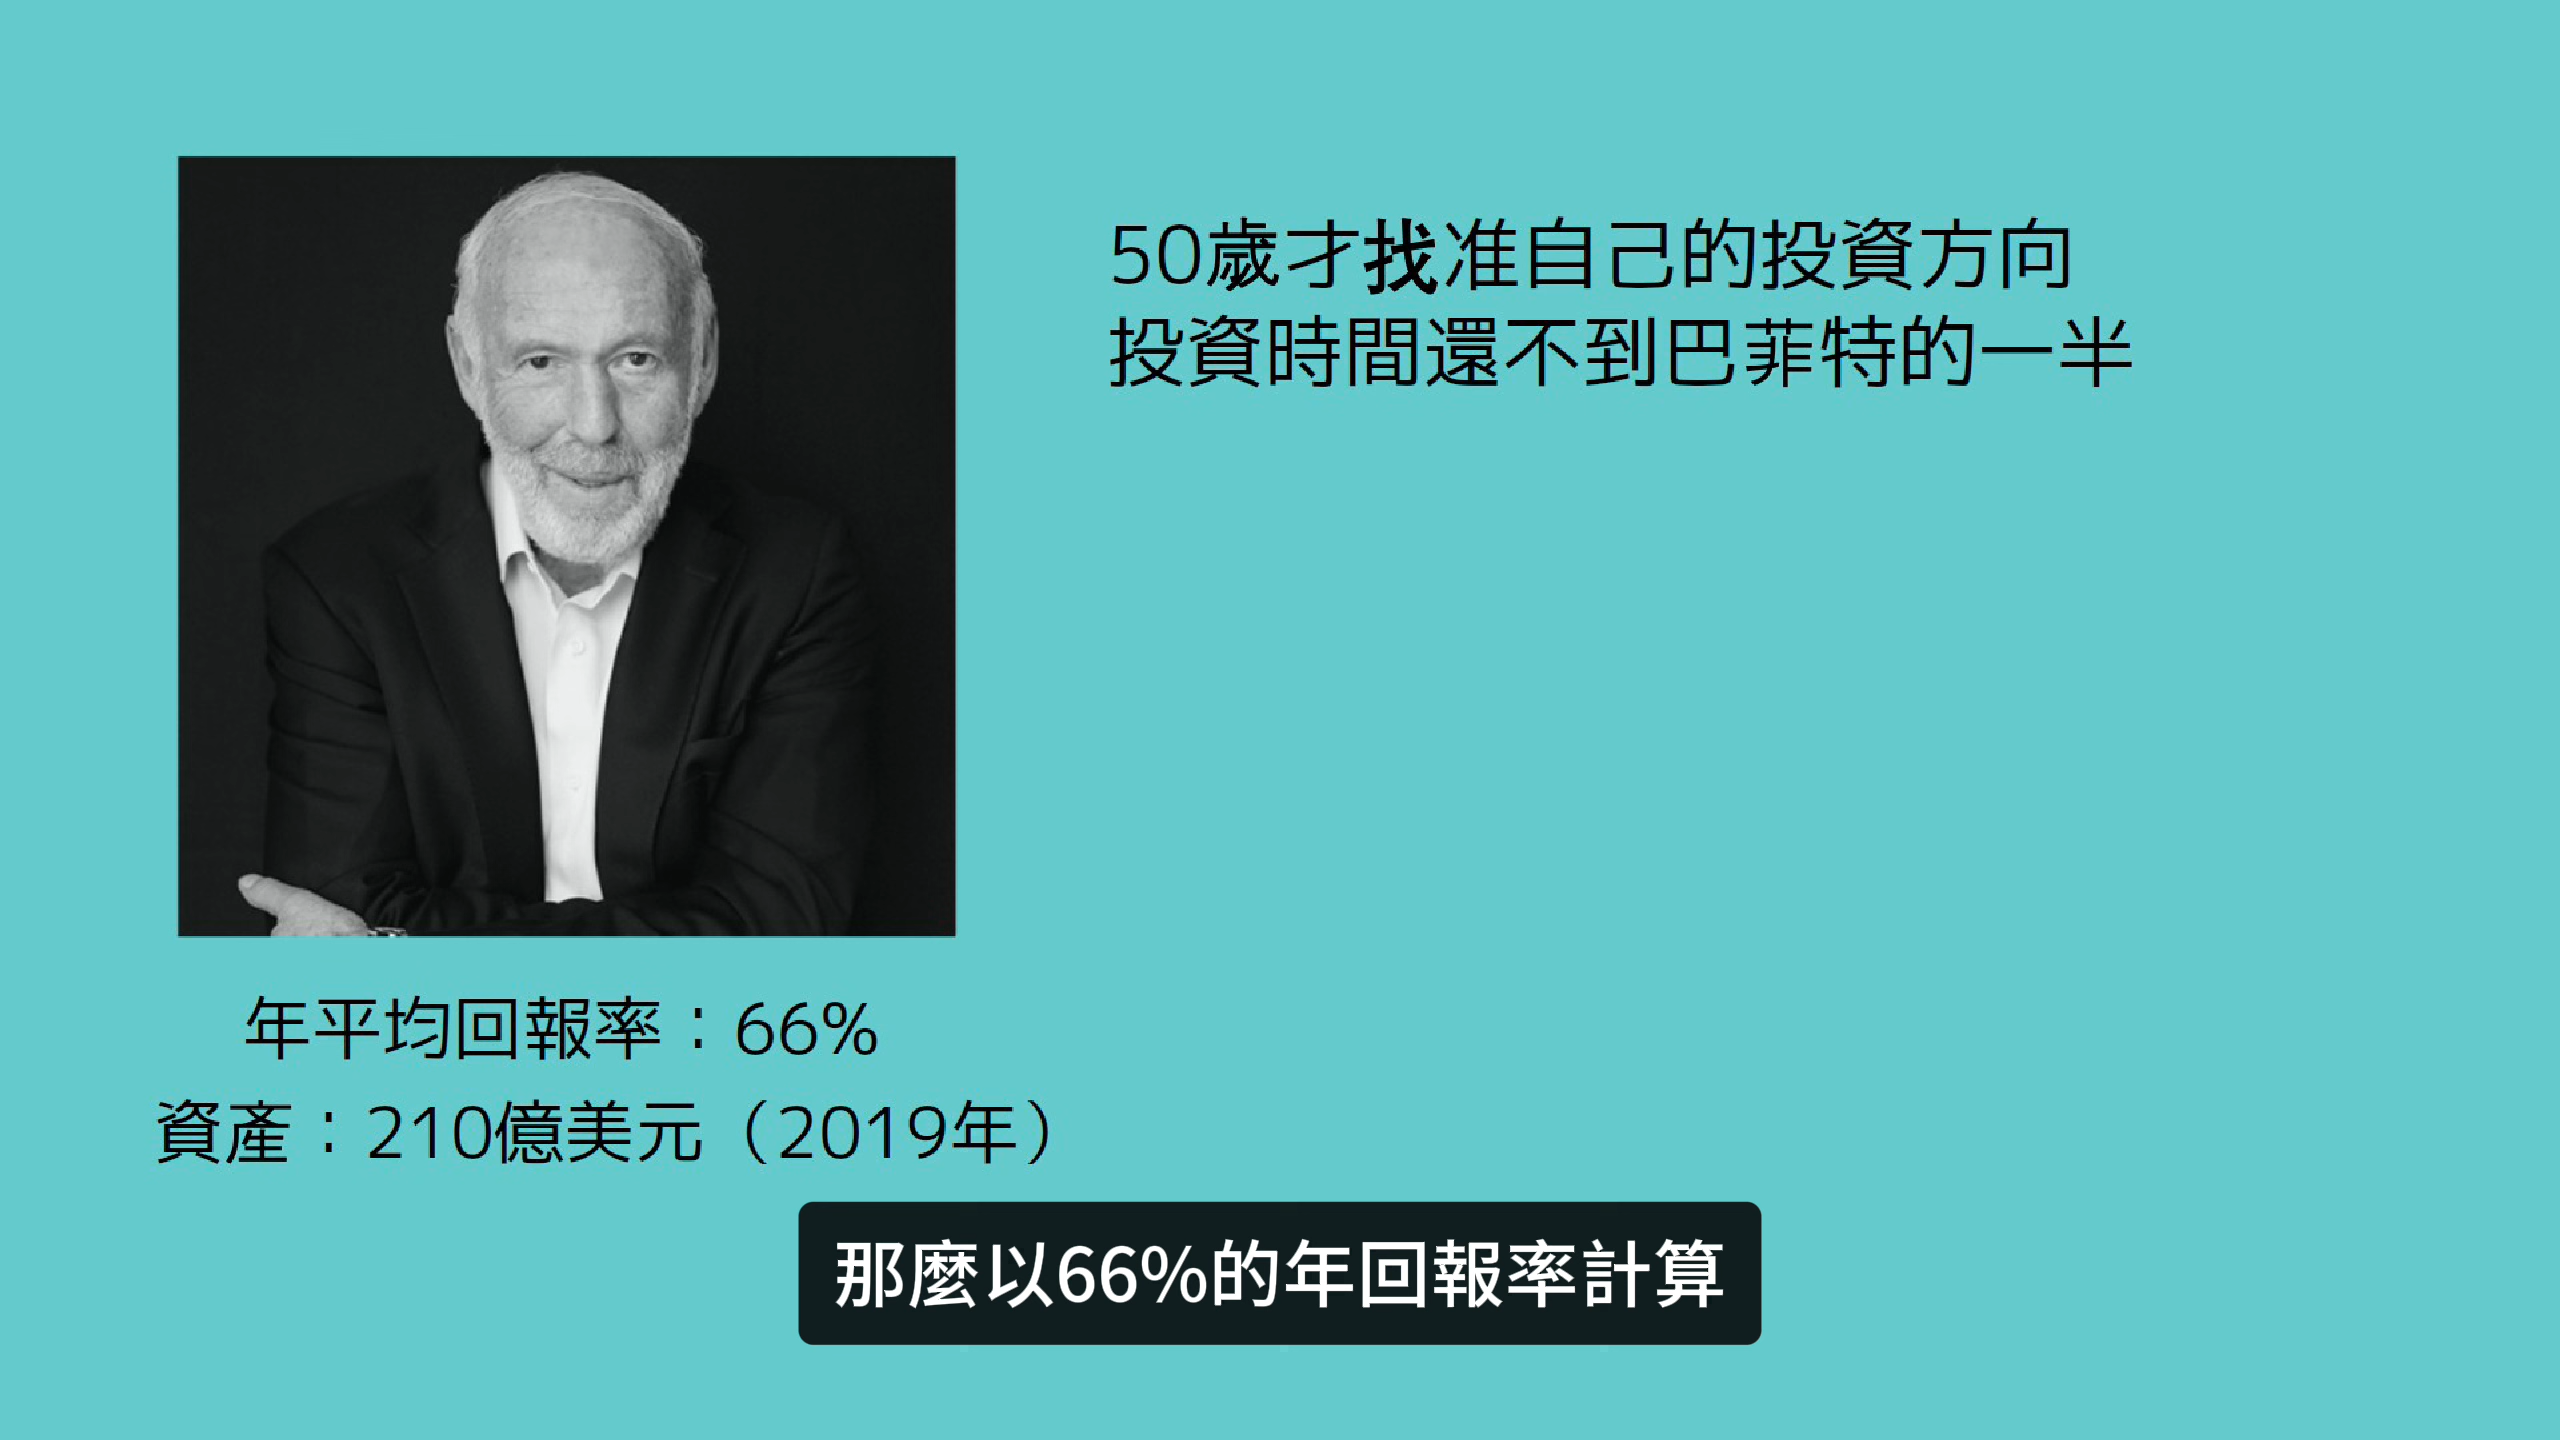 50歲才找准自己的投資方向
投資時間還不到巴菲特的一半
年平均回報率：66%
資產：210億美元（2019年）
那麼以66%的年回報率計算